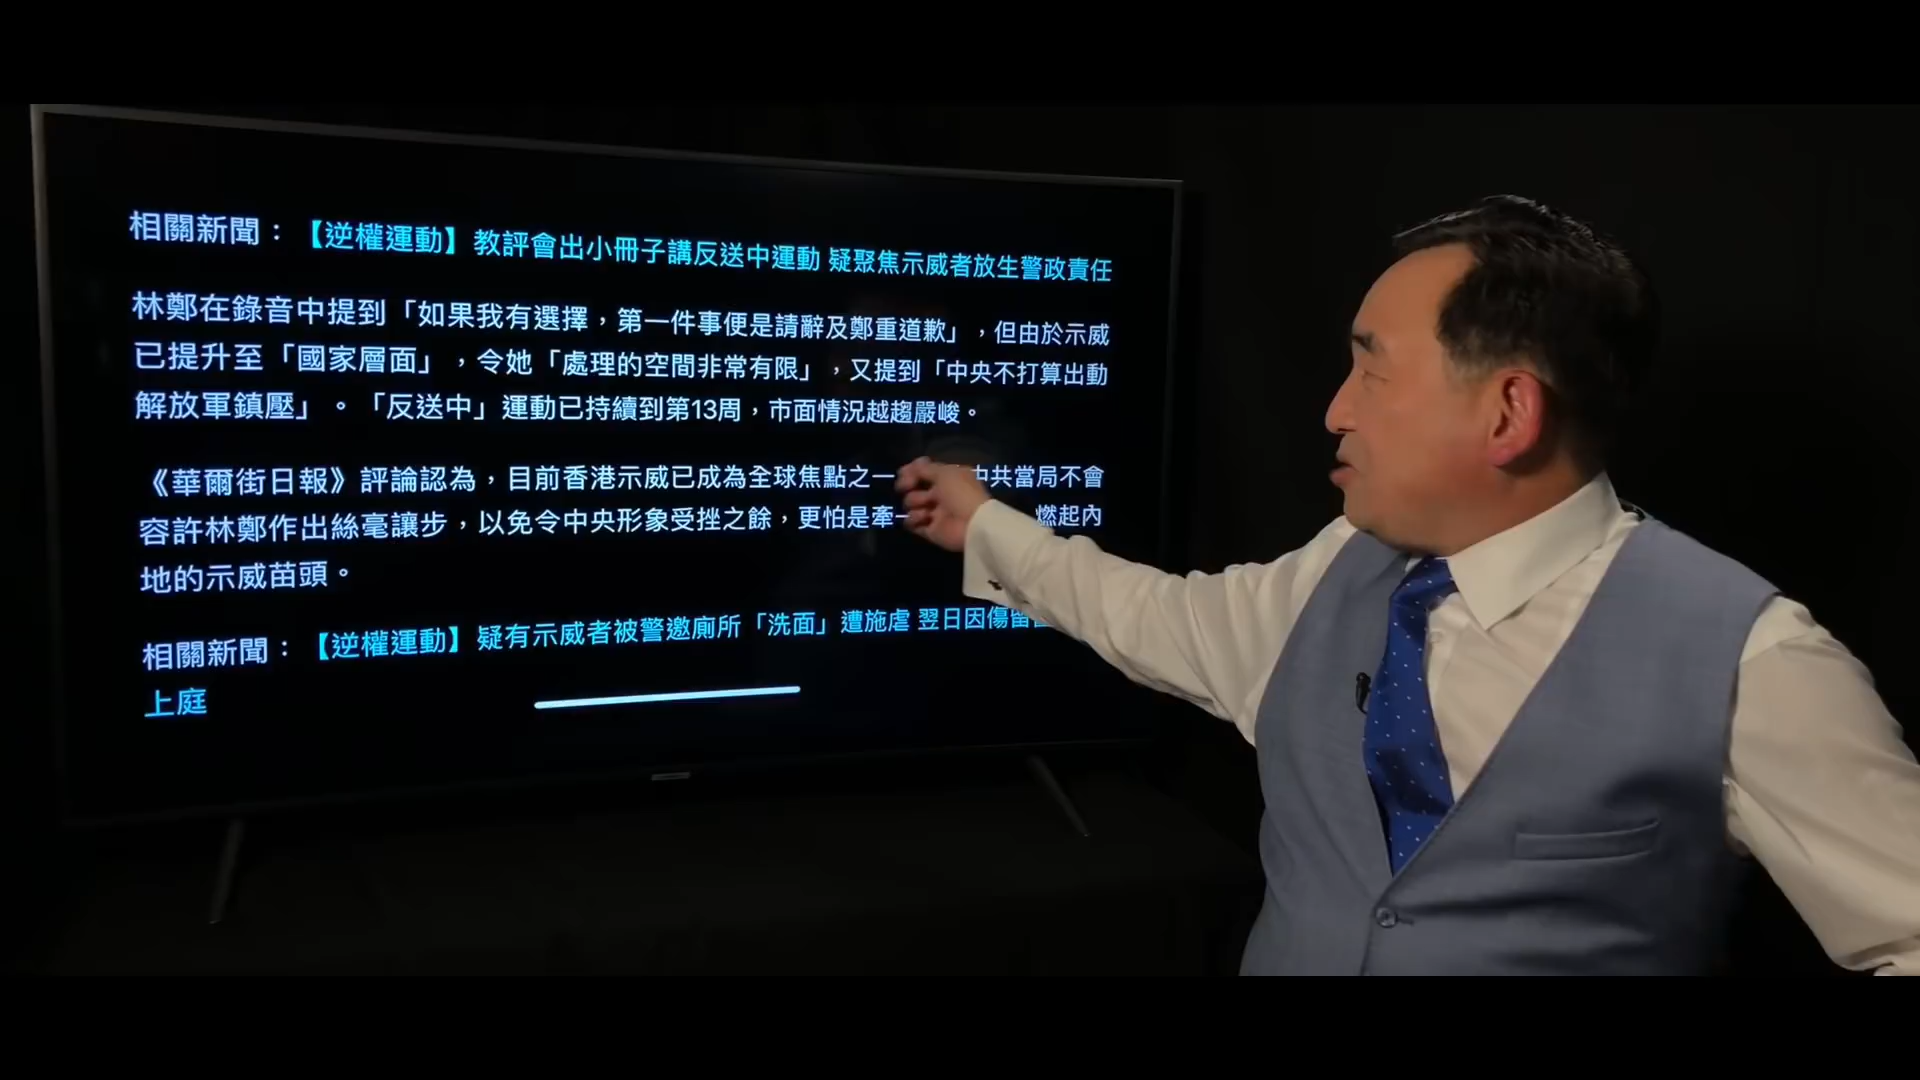 相關新聞：【逆權運動】教評會出小冊子講反送中運動 疑聚焦示威者放生警政責任
林鄭在錄音中提到「如果我有選擇，第一件事便是請辭及鄭重道歉」，但由於示威
已提升至「國家層面」，令她「處理的空間非常有限」，又提到「中央不打算出動
解放軍鎮壓」。「反送中」運動已持續到第13周，市面情況越趨嚴峻。
《華爾街日報》評論認為，目前香港示威已成為全球焦點之一 中共當局不會
容許林鄭作出絲毫讓步，以免令中央形象受挫之餘，更怕是牽一 燃起內
地的示威苗頭。
相關新聞：【逆權運動】疑有示威者被警邀廁所「洗面」遭施虐 翌日因傷留
上庭